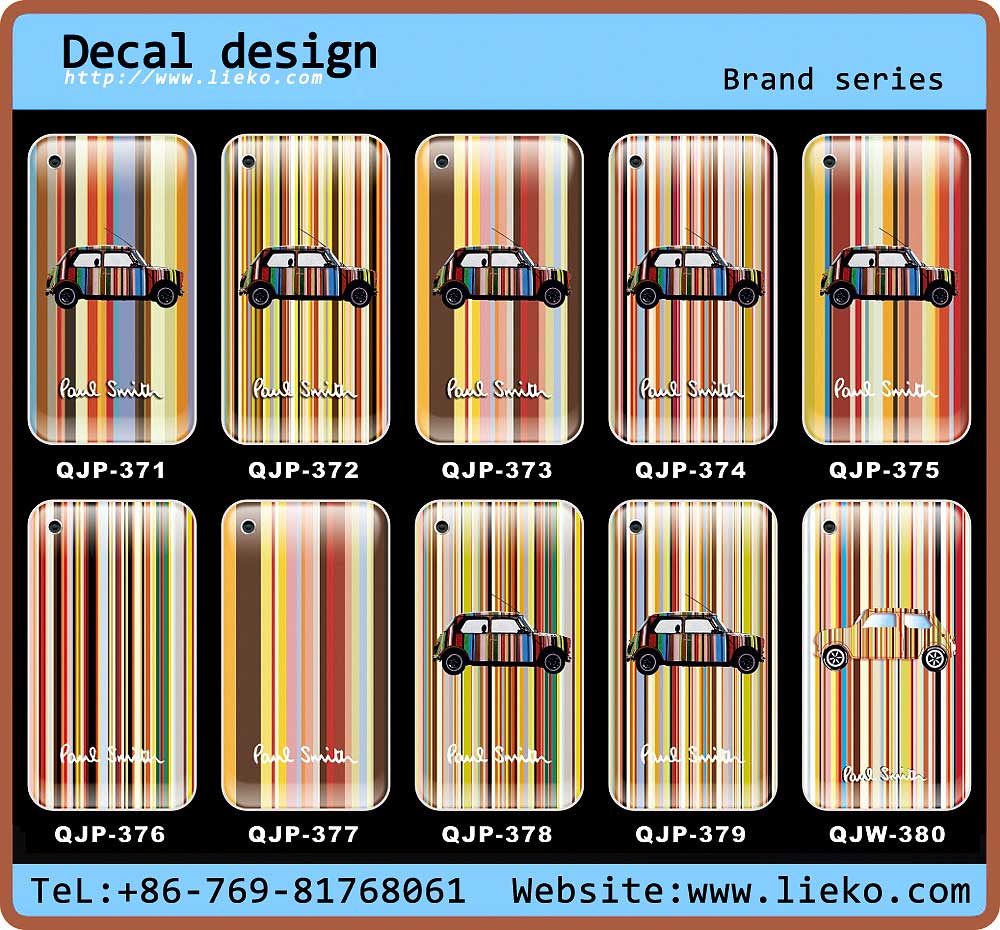 Decal design
http://www.lieko.com
Brand series
Paul Smith Paul Smith Paul Smith Paul Smith Paul Smith
QJP-371 QJP-372 QJP-373 QJP-374 QJP-375
Paul Smith Paul Smith Paul Smith Paul Smith Paul Smith
QJP-376 QJP-377 QJP-378 QJP-379 QJW-380
TeL:+86-769-81768061 Website:www.lieko.com